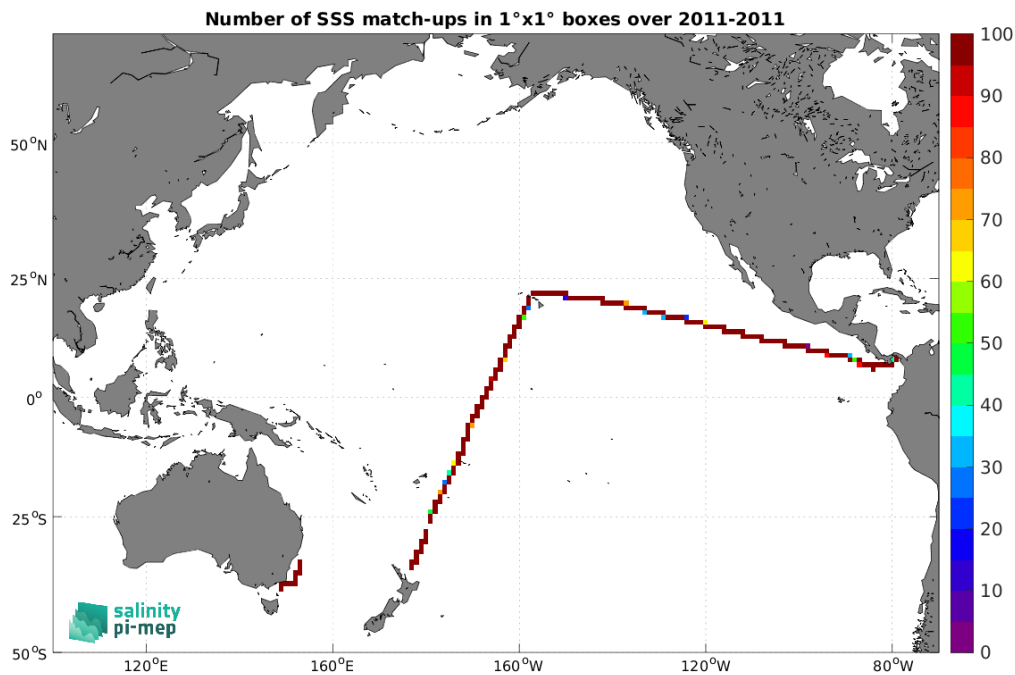 Number of SSS match-ups in 1°x1° boxes over 2011-2011
100
90
80
70
60
50
40
30
20
10
0
50°N
25°N
0°
25°S
50°S
120°E
160°E
160°W
120°W
80°W
salinity
pi-mep